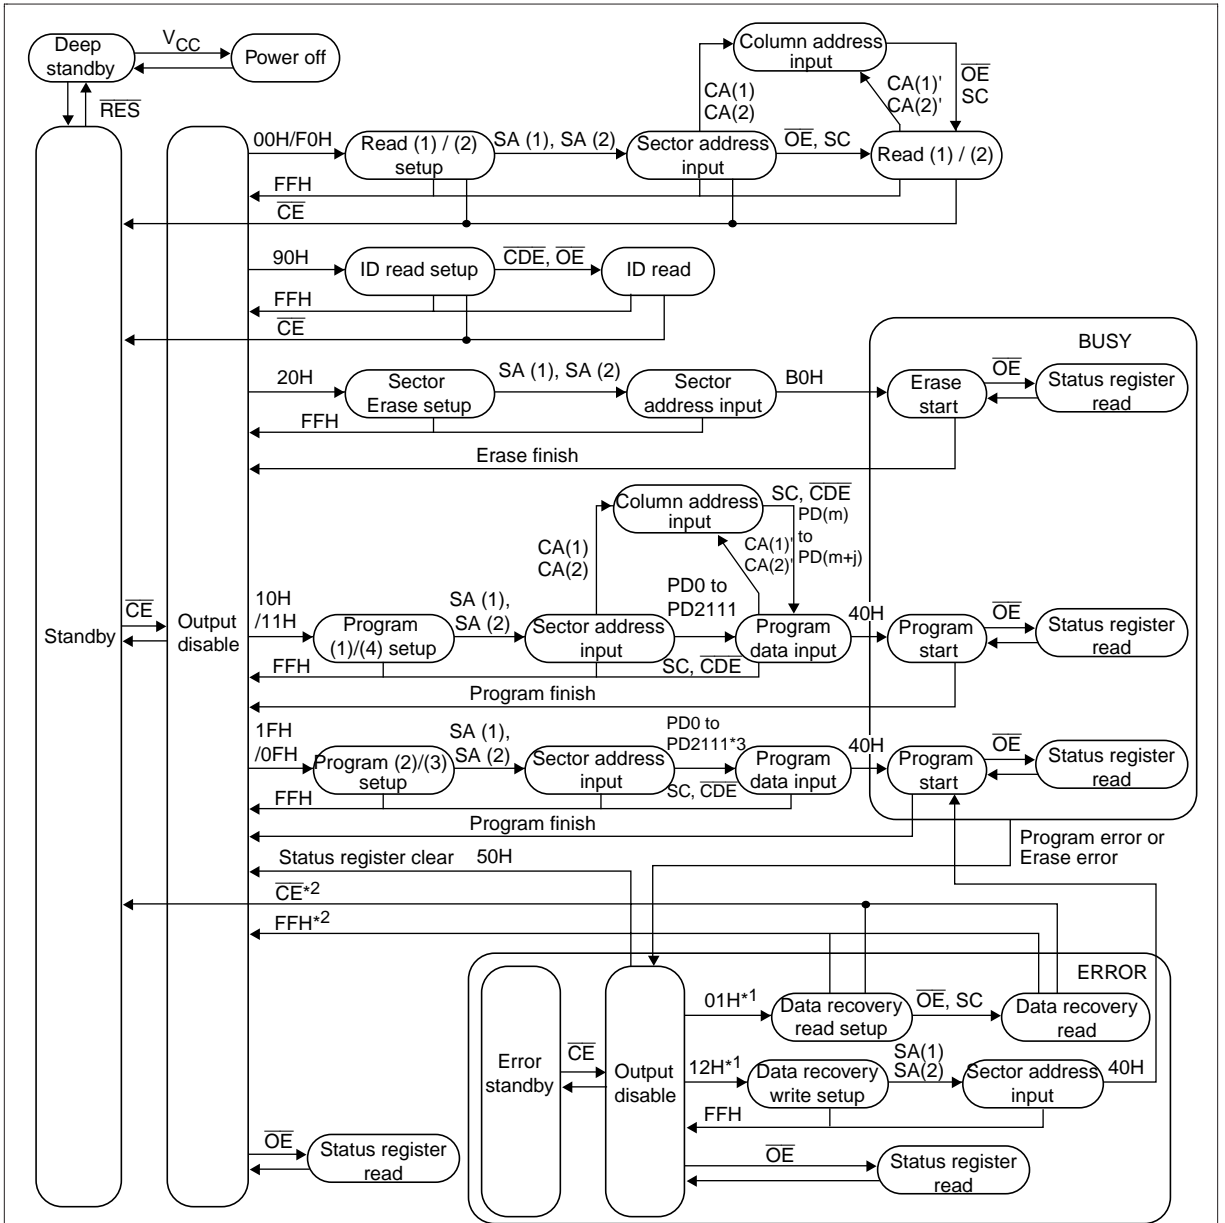 Deep
standby
V_CC
Power off
RES
Column address
input
CA(1)
CA(2)
CA(1)'
CA(2)'
OE
SC
00H/F0H
Read (1) / (2)
setup
SA (1), SA (2)
Sector address
input
OE, SC
Read (1) / (2)
FFH
CE
90H
ID read setup
CDE, OE
ID read
FFH
CE
BUSY
20H
Sector
Erase setup
SA (1), SA (2)
Sector
address input
B0H
Erase
start
OE
Status register
read
FFH
Erase finish
Column address
input
SC, CDE
PD(m)
to
PD(m+j)
CA(1)
CA(2)
CA(1)'
CA(2)'
Standby
CE
Output
disable
10H
/11H
Program
(1)/(4) setup
SA (1),
SA (2)
Sector address
input
PD0 to
PD2111
SC, CDE
Program
data input
40H
Program
start
OE
Status register
read
FFH
Program finish
1FH
/0FH
Program (2)/(3)
setup
SA (1),
SA (2)
Sector address
input
PD0 to
PD2111*3
SC, CDE
Program
data input
40H
Program
start
OE
Status register
read
FFH
Program finish
Program error or
Erase error
Status register clear 50H
CE*2
FFH*2
ERROR
Error
standby
CE
Output
disable
01H*1
Data recovery
read setup
OE, SC
Data recovery
read
12H*1
Data recovery
write setup
SA(1)
SA(2)
Sector address
input
40H
FFH
OE
Status register
read
OE
Status register
read